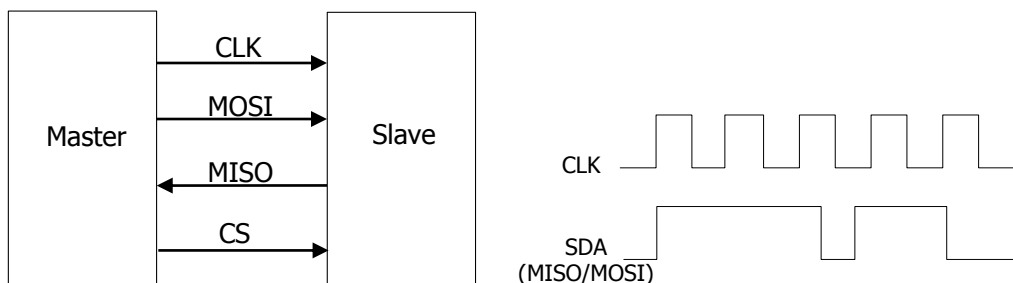 CLK
MOSI
Master
Slave
MISO
CS
CLK
SDA
(MISO/MOSI)